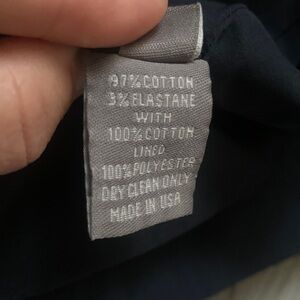 97% COTTON
3% ELASTANE
WITH
100% COTTON
LINED
100% POLYESTER
DRY CLEAN ONLY
MADE IN USA